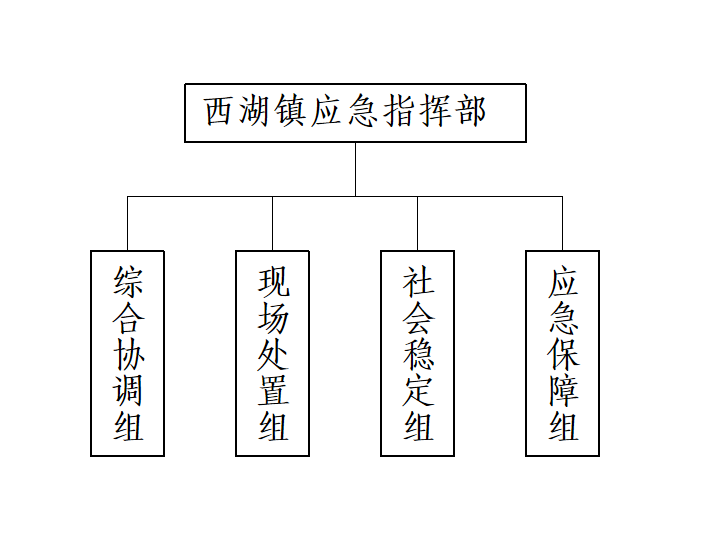 西湖镇应急指挥部
综合协调组
现场处置组
社会稳定组
应急保障组